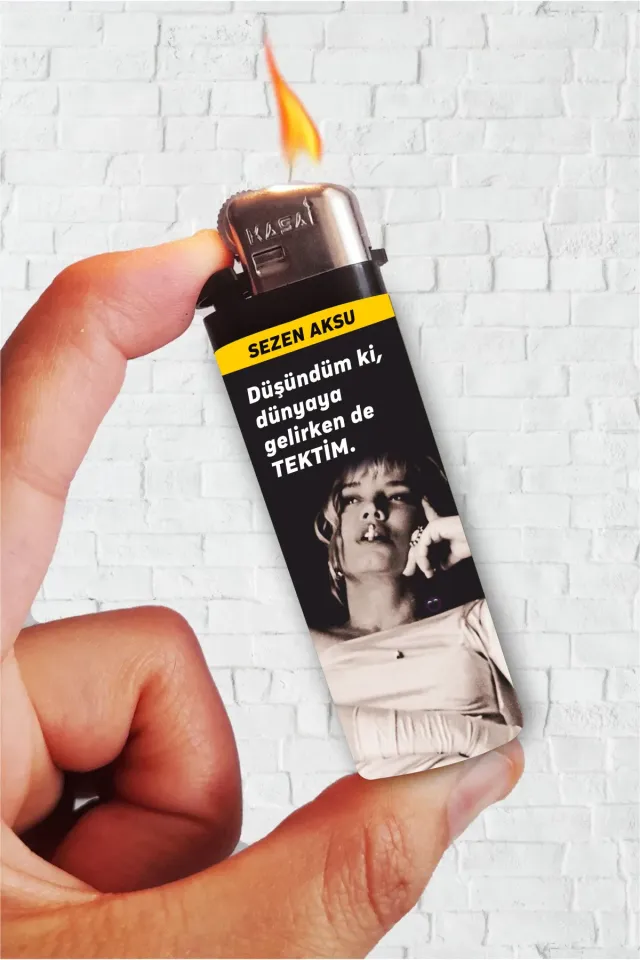 KASAI
SEZEN AKSU
Düşündüm ki,
dünyaya
gelirken de
TEKTİM.